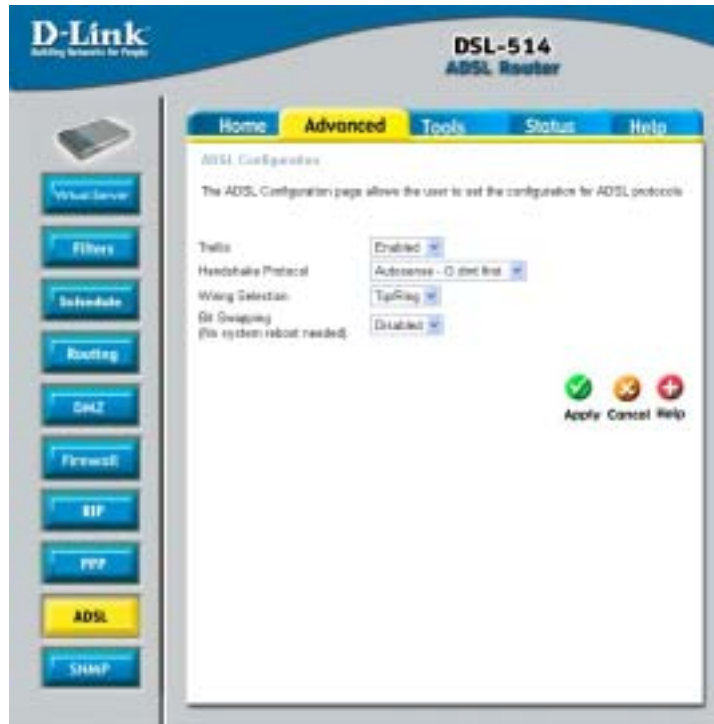 D-Link
Building Networks for People
DSL-514
ADSL Router
Home Advanced Tools Status Help
ADSL Configuration
The ADSL Configuration page allows the user to set the configuration for ADSL protocols
Trellis Enabled
Handshake Protocol Autosense - G.dmt first
Wiring Selection Tip/Ring
Bit Swapping
(No system reboot needed) Disabled
Apply Cancel Help
Virtual Server
Filters
Schedule
Routing
DMZ
Firewall
RIP
PPP
ADSL
SNMP